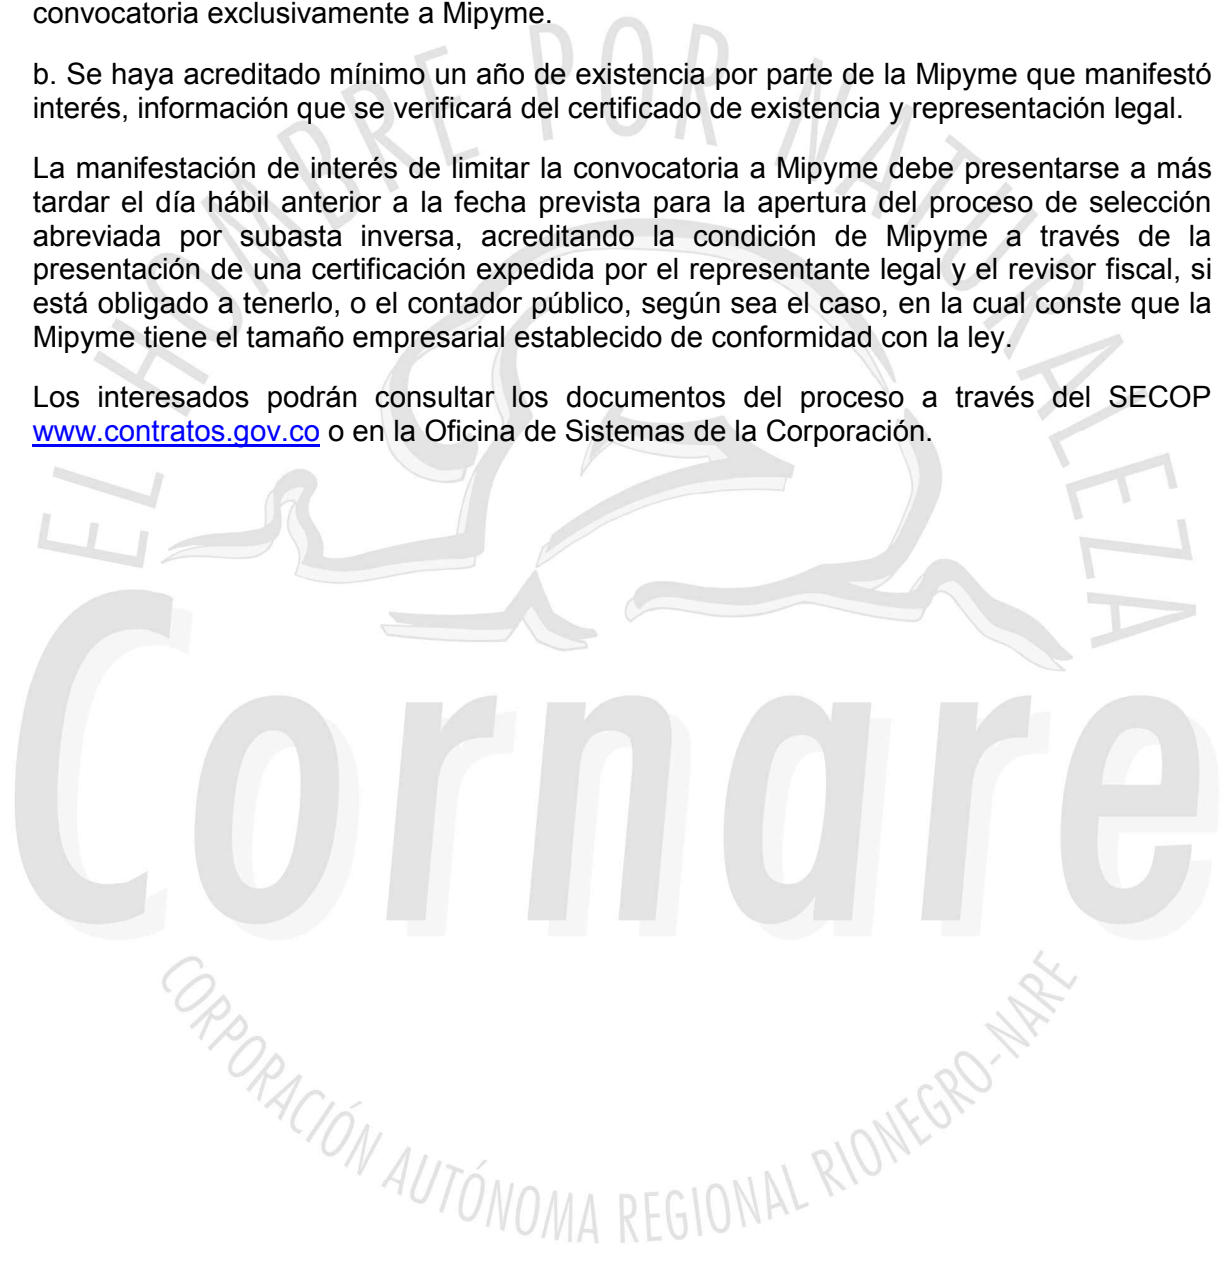 convocatoria exclusivamente a Mipyme.
b. Se haya acreditado mínimo un año de existencia por parte de la Mipyme que manifestó
interés, información que se verificará del certificado de existencia y representación legal.
La manifestación de interés de limitar la convocatoria a Mipyme debe presentarse a más
tardar el día hábil anterior a la fecha prevista para la apertura del proceso de selección
abreviada por subasta inversa, acreditando la condición de Mipyme a través de la
presentación de una certificación expedida por el representante legal y el revisor fiscal, si
está obligado a tenerlo, o el contador público, según sea el caso, en la cual conste que la
Mipyme tiene el tamaño empresarial establecido de conformidad con la ley.
Los interesados podrán consultar los documentos del proceso a través del SECOP
www.contratos.gov.co o en la Oficina de Sistemas de la Corporación.
EL HOMBRE POR NATURALEZA
Cornare
CORPORACIÓN AUTÓNOMA REGIONAL RIONEGRO-NARE